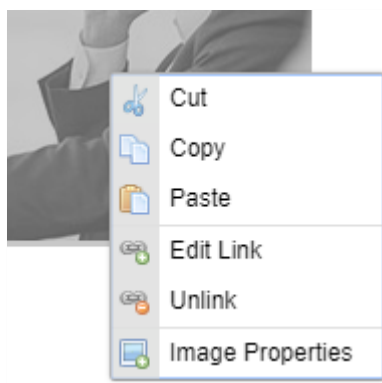 Cut
Copy
Paste
Edit Link
Unlink
Image Properties